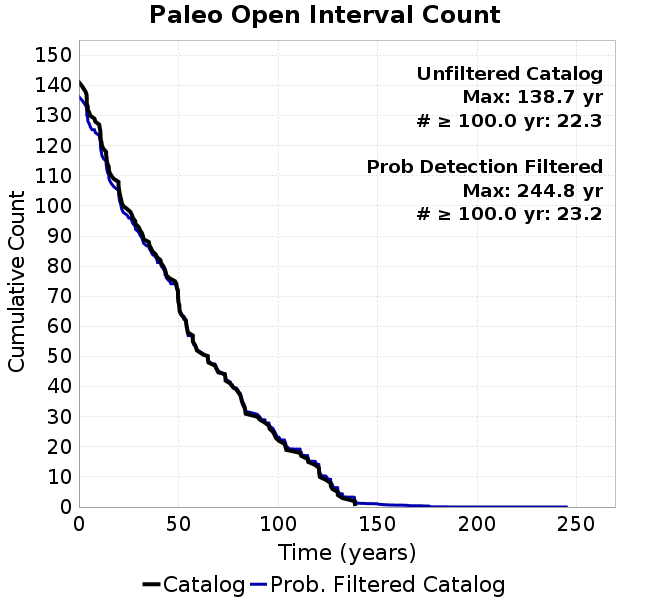 Paleo Open Interval Count
Unfiltered Catalog
Max: 138.7 yr
# ≥ 100.0 yr: 22.3
Prob Detection Filtered
Max: 244.8 yr
# ≥ 100.0 yr: 23.2
Cumulative Count
150
140
130
120
110
100
90
80
70
60
50
40
30
20
10
0
0 50 100 150 200 250
Time (years)
Catalog Prob. Filtered Catalog